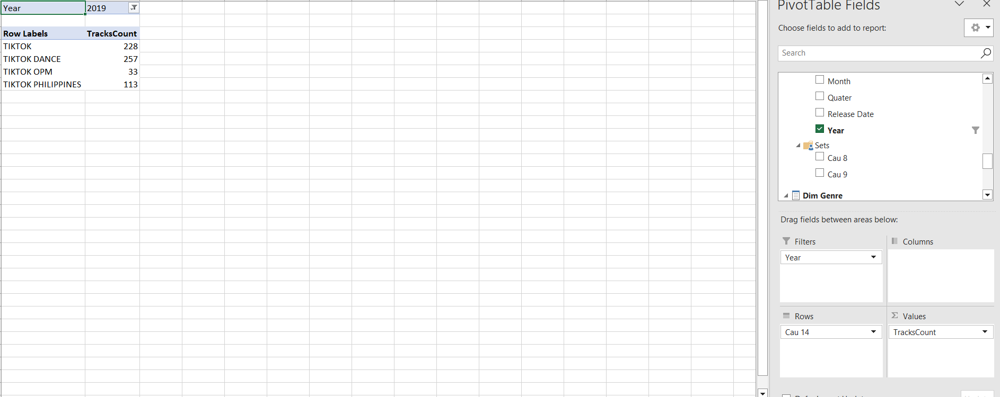 Year 2019
Row Labels TracksCount
TIKTOK 228
TIKTOK DANCE 257
TIKTOK OPM 33
TIKTOK PHILIPPINES 113
PivotTable Fields
Choose fields to add to report:
Search
Month
Quater
Release Date
Year
Sets
Cau 8
Cau 9
Dim Genre
Drag fields between areas below:
Filters
Columns
Year
Rows
Values
Cau 14
TracksCount